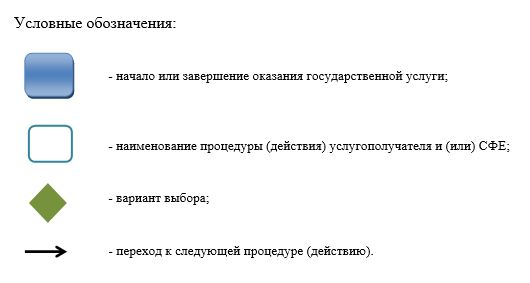 Условные обозначения:
- начало или завершение оказания государственной услуги;
- наименование процедуры (действия) услугополучателя и (или) СФЕ;
- вариант выбора;
- переход к следующей процедуре (действию).